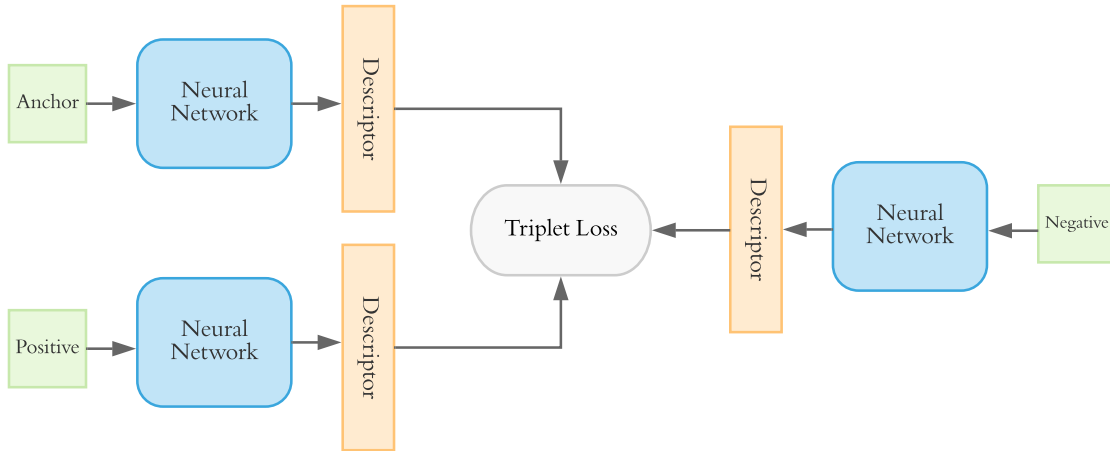 Anchor
Neural
Network
Descriptor
Triplet Loss
Descriptor
Neural
Network
Negative
Positive
Neural
Network
Descriptor